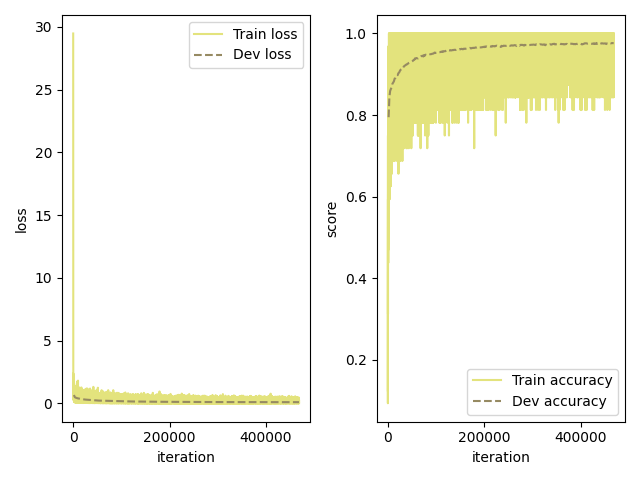 Train loss
Dev loss
30
25
20
15
10
5
0
loss
0
200000
400000
iteration
1.0
0.8
0.6
0.4
0.2
score
Train accuracy
Dev accuracy
0
200000
400000
iteration